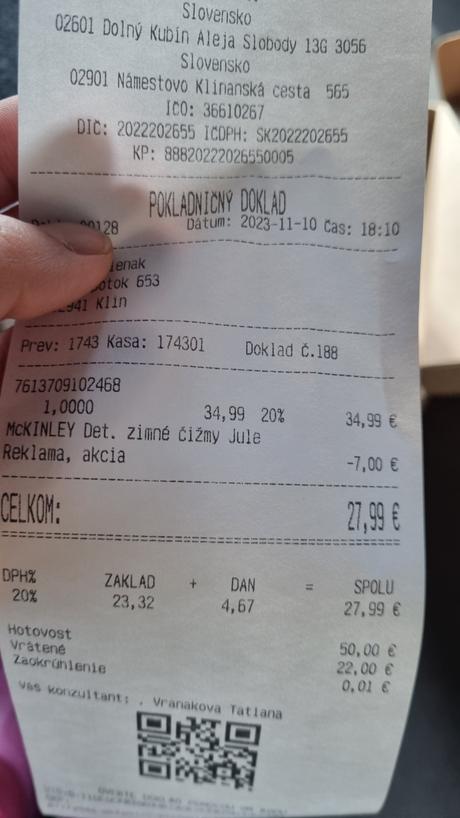 Slovensko
02601 Dolný Kubín Aleja Slobody 13G 3056
Slovensko
02901 Námestovo Klinanská cesta 565
IČO: 36610267
DIČ: 2022202655 IČDPH: SK2022202655
KP: 88820222026550005
POKLADNIČNÝ DOKLAD
00128 Dátum: 2023-11-10 Čas: 18:10
653
Klin
Prev: 1743 Kasa: 174301 Doklad Č.188
7613709102468
1,0000 34,99 20% 34,99 €
McKINLEY Det. zimné čižmy Jule
Reklama, akcia -7,00 €
CELKOM: 27,99 €
DPH% ZAKLAD + DAN = SPOLU
20% 23,32 4,67 27,99 €
Hotovosť 50,00 €
Vrátené 22,00 €
Zaokrúhlenie 0,01 €
Vas konzultant: , Vranakova Tatiana